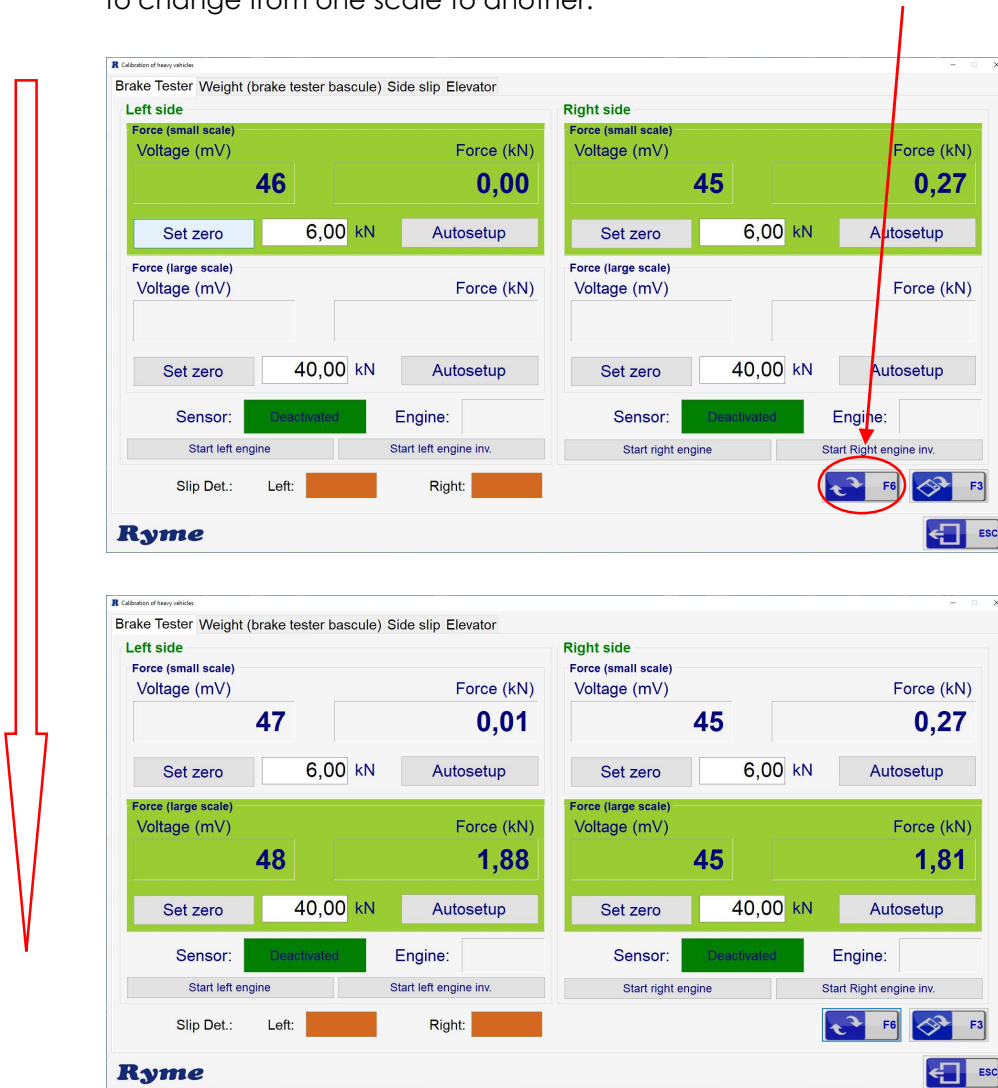 to change from one scale to another.
R Calibration of heavy vehicles
Brake Tester Weight (brake tester bascule) Side slip Elevator
Left side Right side
Force (small scale) Force (small scale)
Voltage (mV) Force (kN) Voltage (mV) Force (kN)
46 0,00 45 0,27
Set zero 6,00 kN Autosetup Set zero 6,00 kN Autosetup
Force (large scale) Force (large scale)
Voltage (mV) Force (kN) Voltage (mV) Force (kN)
Set zero 40,00 kN Autosetup Set zero 40,00 kN Autosetup
Sensor: Deactivated Engine: Sensor: Deactivated Engine:
Start left engine Start left engine inv. Start right engine Start Right engine inv.
Slip Det.: Left: Right: F6 F3
Ryme ESC
R Calibration of heavy vehicles
Brake Tester Weight (brake tester bascule) Side slip Elevator
Left side Right side
Force (small scale) Force (small scale)
Voltage (mV) Force (kN) Voltage (mV) Force (kN)
47 0,01 45 0,27
Set zero 6,00 kN Autosetup Set zero 6,00 kN Autosetup
Force (large scale) Force (large scale)
Voltage (mV) Force (kN) Voltage (mV) Force (kN)
48 1,88 45 1,81
Set zero 40,00 kN Autosetup Set zero 40,00 kN Autosetup
Sensor: Deactivated Engine: Sensor: Deactivated Engine:
Start left engine Start left engine inv. Start right engine Start Right engine inv.
Slip Det.: Left: Right: F6 F3
Ryme ESC